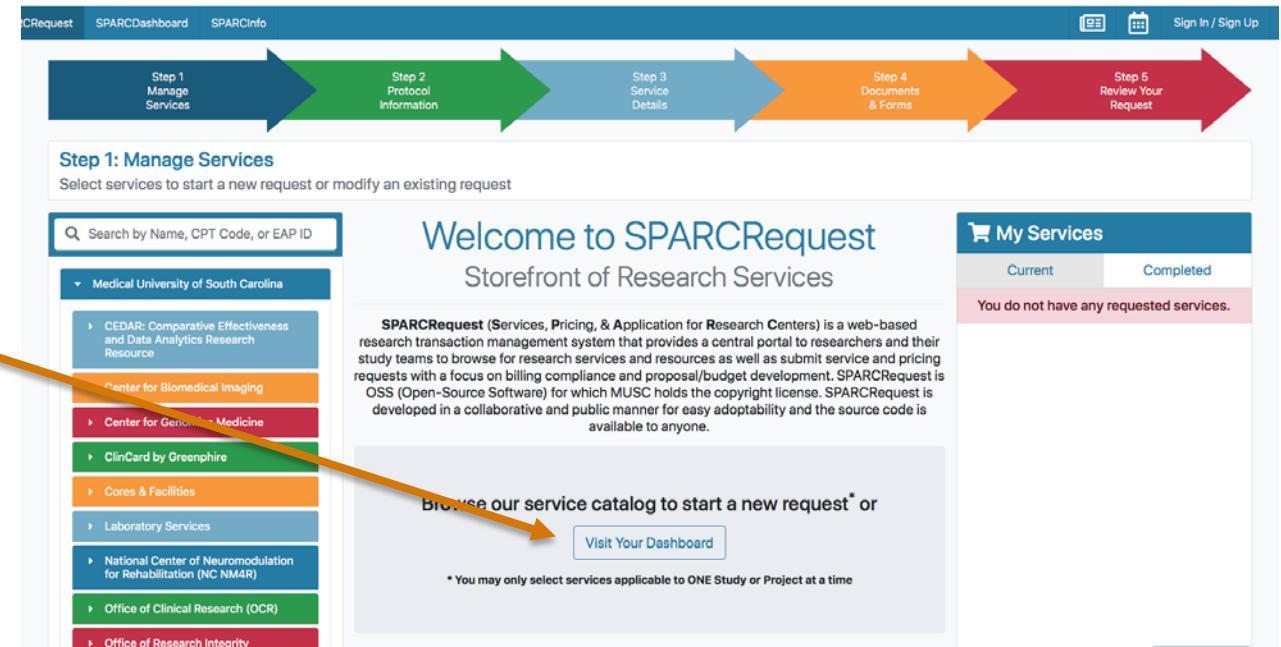 CRequest SPARCDashboard SPARCInfo Sign In / Sign Up
Step 1
Manage
Services
Step 2
Protocol
Information
Step 3
Service
Details
Step 4
Documents
& Forms
Step 5
Review Your
Request
Step 1: Manage Services
Select services to start a new request or modify an existing request
Search by Name, CPT Code, or EAP ID
Medical University of South Carolina
CEDAR: Comparative Effectiveness
and Data Analytics Research
Resource
Center for Biomedical Imaging
Center for Genomics Medicine
ClinCard by Greenphire
Cores & Facilities
Laboratory Services
National Center of Neuromodulation
for Rehabilitation (NC NM4R)
Office of Clinical Research (OCR)
Office of Research Integrity
Welcome to SPARCRequest
Storefront of Research Services
SPARCRequest (Services, Pricing, & Application for Research Centers) is a web-based
research transaction management system that provides a central portal to researchers and their
study teams to browse for research services and resources as well as submit service and pricing
requests with a focus on billing compliance and proposal/budget development. SPARCRequest is
OSS (Open-Source Software) for which MUSC holds the copyright license. SPARCRequest is
developed in a collaborative and public manner for easy adoptability and the source code is
available to anyone.
Browse our service catalog to start a new request* or
Visit Your Dashboard
* You may only select services applicable to ONE Study or Project at a time
My Services
Current Completed
You do not have any requested services.